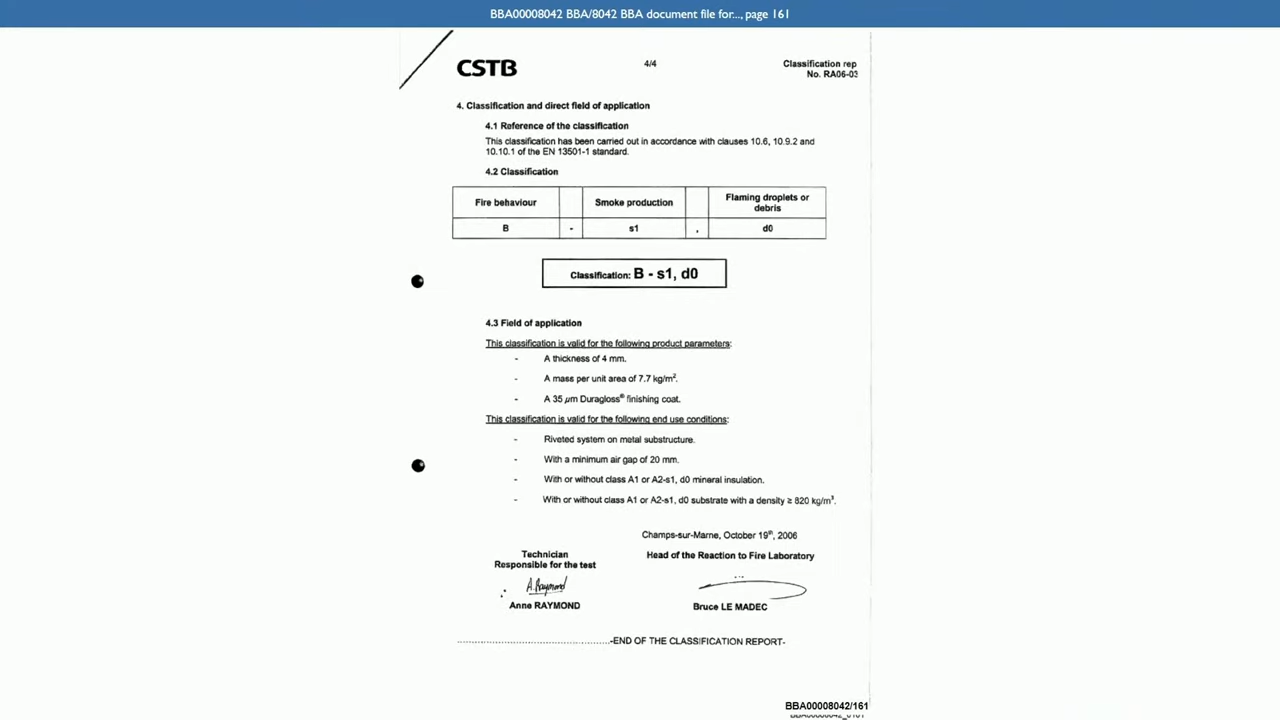 BBA00008042 BBA/8042 BBA document file for..., page 161
CSTB
4/4
Classification rep
No. RA06-03
4. Classification and direct field of application
4.1 Reference of the classification
This classification has been carried out in accordance with clauses 10.6, 10.9.2 and
10.10.1 of the EN 13501-1 standard.
4.2 Classification
Fire behaviour Smoke production Flaming droplets or
debris
B - s1 , d0
Classification: B - s1, d0
4.3 Field of application
This classification is valid for the following product parameters:
- A thickness of 4 mm.
- A mass per unit area of 7.7 kg/m².
- A 35 µm Duragloss® finishing coat.
This classification is valid for the following end use conditions:
- Riveted system on metal substructure.
- With a minimum air gap of 20 mm.
- With or without class A1 or A2-s1, d0 mineral insulation.
- With or without class A1 or A2-s1, d0 substrate with a density ≥ 820 kg/m³.
Champs-sur-Marne, October 19th, 2006
Technician
Responsible for the test
Head of the Reaction to Fire Laboratory
A.Raymond
Anne RAYMOND
Bruce LE MADEC
-END OF THE CLASSIFICATION REPORT-
BBA00008042/161
BBA00008042_0161